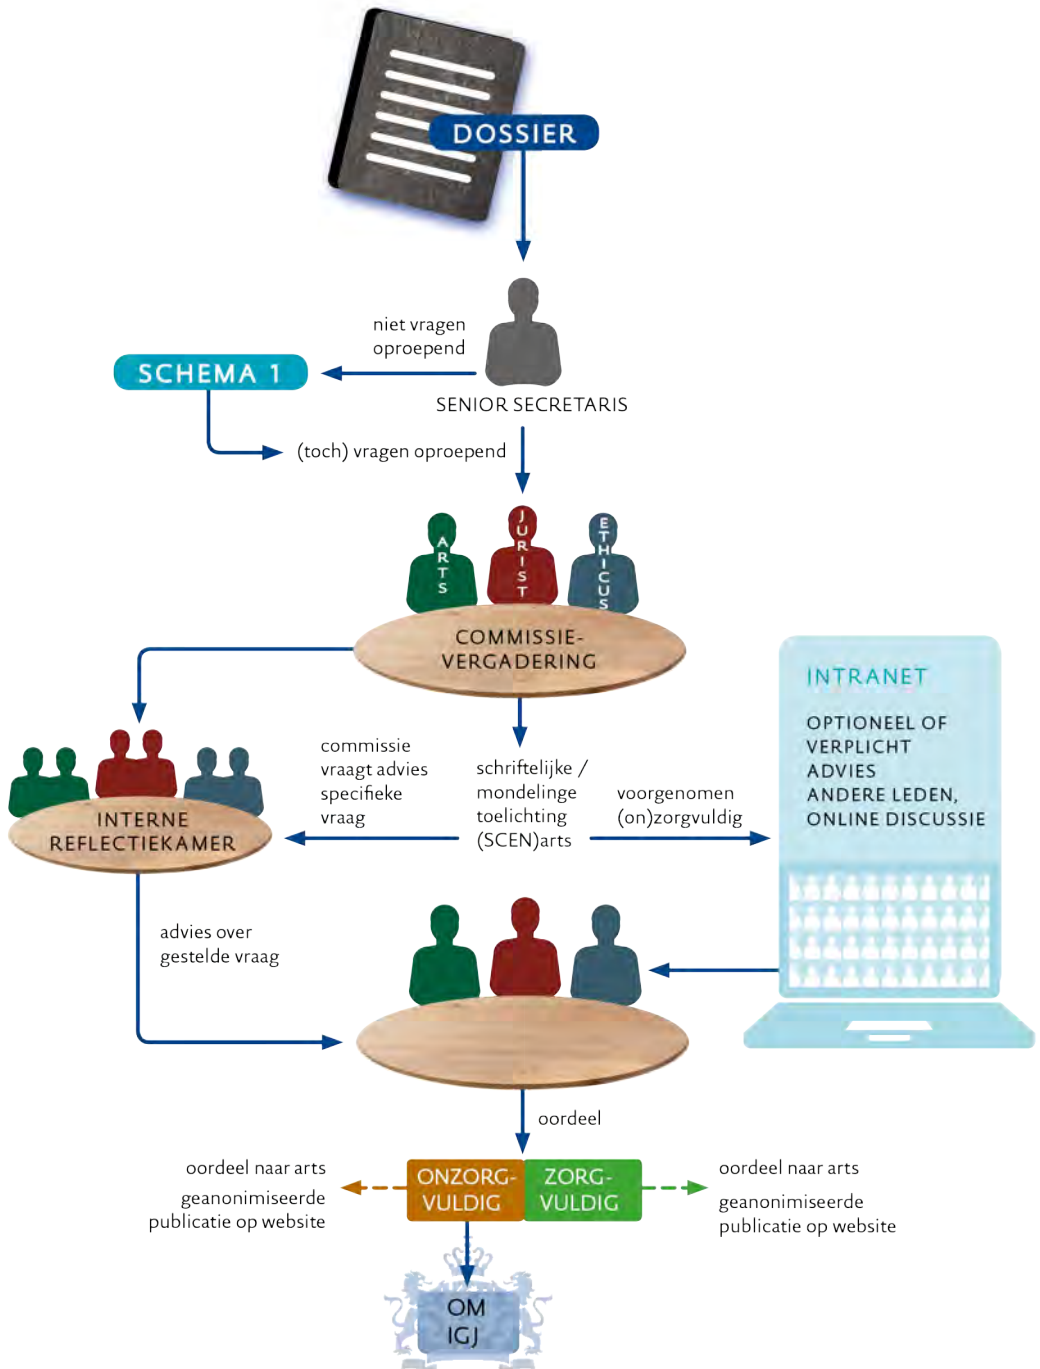 DOSSIER
niet vragen
oproepend
SCHEMA 1
SENIOR SECRETARIS
(toch) vragen oproepend
ARTS
JURIST
ETHICUS
COMMISSIE-
VERGADERING
INTRANET
OPTIONEEL OF
VERPLICHT
ADVIES
ANDERE LEDEN,
ONLINE DISCUSSIE
commissie
vraagt advies
specifieke
vraag
schriftelijke /
mondelinge
toelichting
(SCEN)arts
voorgenomen
(on)zorgvuldig
INTERNE
REFLECTIEKAMER
advies over
gestelde vraag
oordeel
oordeel naar arts
geanonimiseerde
publicatie op website
ONZORG-
VULDIG
ZORG-
VULDIG
oordeel naar arts
geanonimiseerde
publicatie op website
OM
IGJ